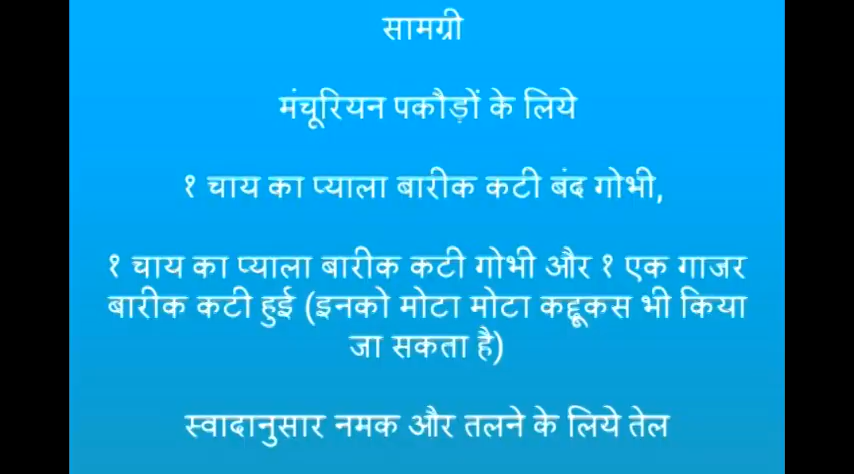 सामग्री
मंचूरियन पकौड़ों के लिये
१ चाय का प्याला बारीक कटी बंद गोभी,
१ चाय का प्याला बारीक कटी गोभी और १ एक गाजर
बारीक कटी हुई (इनको मोटा मोटा कद्दूकस भी किया
जा सकता है)
स्वादानुसार नमक और तलने के लिये तेल